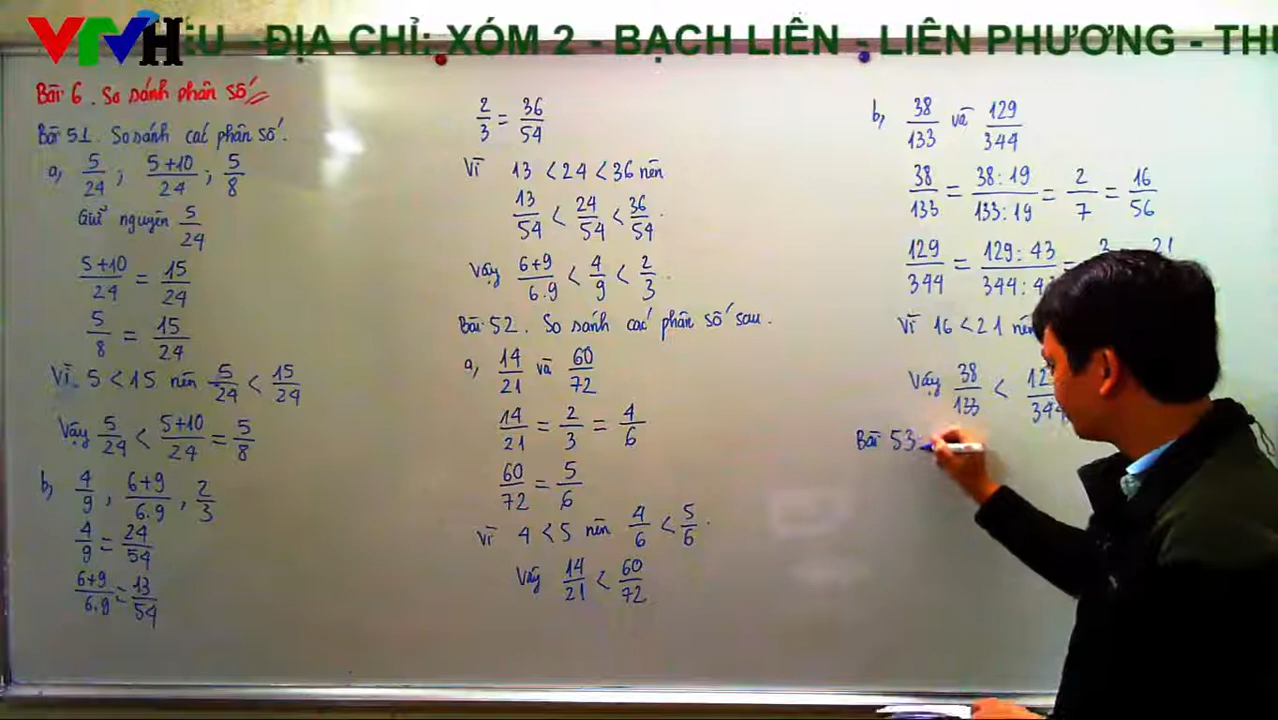 VTVH
ỀU - ĐỊA CHỈ: XÓM 2 - BẠCH LIÊN - LIÊN PHƯƠNG - TH
Bài 6. So sánh phân số
Bài 51. So sánh các phân số.
a, 5/24 ; 5+10/24 ; 5/8
Giữ nguyên 5/24
5+10/24 = 15/24
5/8 = 15/24
Vì 5 < 15 nên 5/24 < 15/24
Vậy 5/24 < 5+10/24 = 5/8
b, 4/9 , 6+9/6.9 , 2/3
4/9 = 24/54
6+9/6.9 = 13/54
2/3 = 36/54
Vì 13 < 24 < 36 nên
13/54 < 24/54 < 36/54.
Vậy 6+9/6.9 < 4/9 < 2/3.
Bài 52. So sánh các phân số sau.
a, 14/21 và 60/72
14/21 = 2/3 = 4/6
60/72 = 5/6
Vì 4 < 5 nên 4/6 < 5/6.
Vậy 14/21 < 60/72
b, 38/133 và 129/344
38/133 = 38:19/133:19 = 2/7 = 16/56
129/344 = 129:43/344:4
Vì 16 < 21 nên
Vậy 38/133 < 12/344
Bài 53: